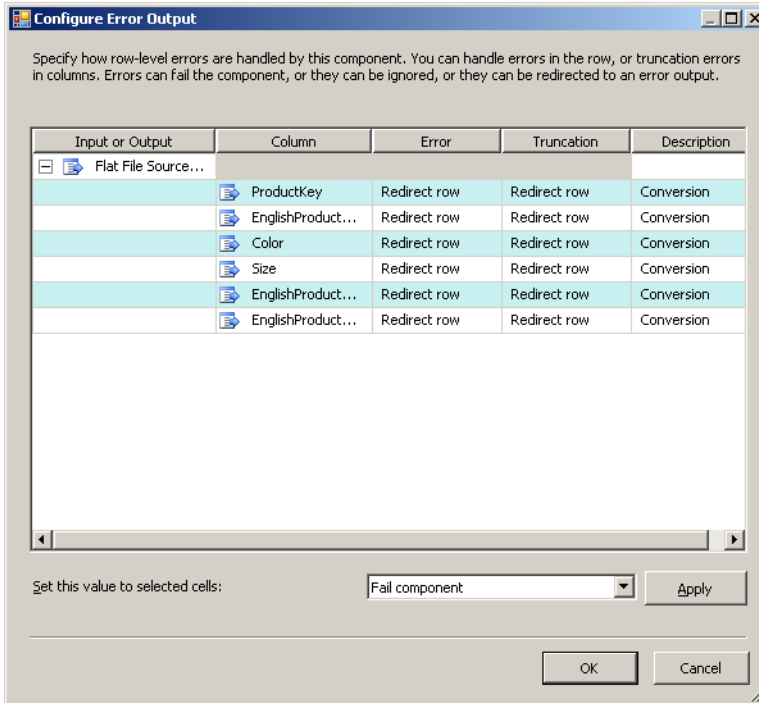 Configure Error Output
Specify how row-level errors are handled by this component. You can handle errors in the row, or truncation errors
in columns. Errors can fail the component, or they can be ignored, or they can be redirected to an error output.
Input or Output Column Error Truncation Description
Flat File Source...
ProductKey Redirect row Redirect row Conversion
EnglishProduct... Redirect row Redirect row Conversion
Color Redirect row Redirect row Conversion
Size Redirect row Redirect row Conversion
EnglishProduct... Redirect row Redirect row Conversion
EnglishProduct... Redirect row Redirect row Conversion
Set this value to selected cells: Fail component Apply
OK Cancel